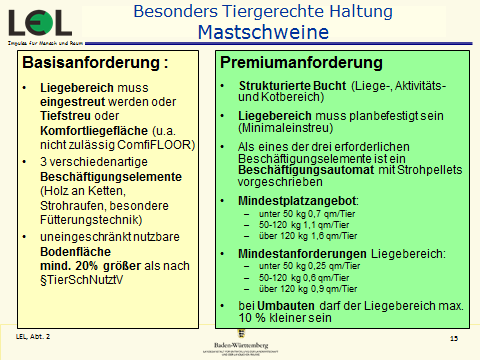 LEL
Impulse für Mensch und Raum
Besonders Tiergerechte Haltung
Mastschweine
Basisanforderung :
• Liegebereich muss
eingestreut werden oder
Tiefstreu oder
Komfortliegefläche (u.a.
nicht zulässig ComfiFLOOR)
• 3 verschiedenartige
Beschäftigungselemente
(Holz an Ketten,
Strohraufen, besondere
Fütterungstechnik)
• uneingeschränkt nutzbare
Bodenfläche
mind. 20% größer als nach
§TierSchNutztV
Premiumanforderung
• Strukturierte Bucht (Liege-, Aktivitäts-
und Kotbereich)
• Liegebereich muss planbefestigt sein
(Minimaleinstreu)
• Als eines der drei erforderlichen
Beschäftigungselemente ist ein
Beschäftigungsautomat mit Strohpellets
vorgeschrieben
• Mindestplatzangebot:
– unter 50 kg 0,7 qm/Tier
– 50-120 kg 1,1 qm/Tier
– über 120 kg 1,6 qm/Tier
• Mindestanforderungen Liegebereich:
– unter 50 kg 0,25 qm/Tier
– 50-120 kg 0,6 qm/Tier
– über 120 kg 0,9 qm/Tier
• bei Umbauten darf der Liegebereich max.
10 % kleiner sein
LEL, Abt. 2
Baden-Württemberg
15